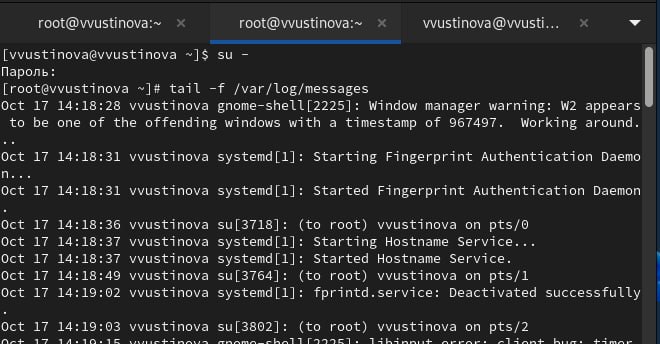 root@vvustinova:~
root@vvustinova:~
vvustinova@vvusti...
[vvustinova@vvustinova ~]$ su -
Пароль:
[root@vvustinova ~]# tail -f /var/log/messages
Oct 17 14:18:28 vvustinova gnome-shell[2225]: Window manager warning: W2 appears
 to be one of the offending windows with a timestamp of 967497.  Working around.
..
Oct 17 14:18:31 vvustinova systemd[1]: Starting Fingerprint Authentication Daemo
n...
Oct 17 14:18:31 vvustinova systemd[1]: Started Fingerprint Authentication Daemon
.
Oct 17 14:18:36 vvustinova su[3718]: (to root) vvustinova on pts/0
Oct 17 14:18:37 vvustinova systemd[1]: Starting Hostname Service...
Oct 17 14:18:37 vvustinova systemd[1]: Started Hostname Service.
Oct 17 14:18:49 vvustinova su[3764]: (to root) vvustinova on pts/1
Oct 17 14:19:02 vvustinova systemd[1]: fprintd.service: Deactivated successfully
.
Oct 17 14:19:03 vvustinova su[3802]: (to root) vvustinova on pts/2
Oct 17 14:19:15 vvustinova gnome-shell[2225]: libinput error: client bug: timer